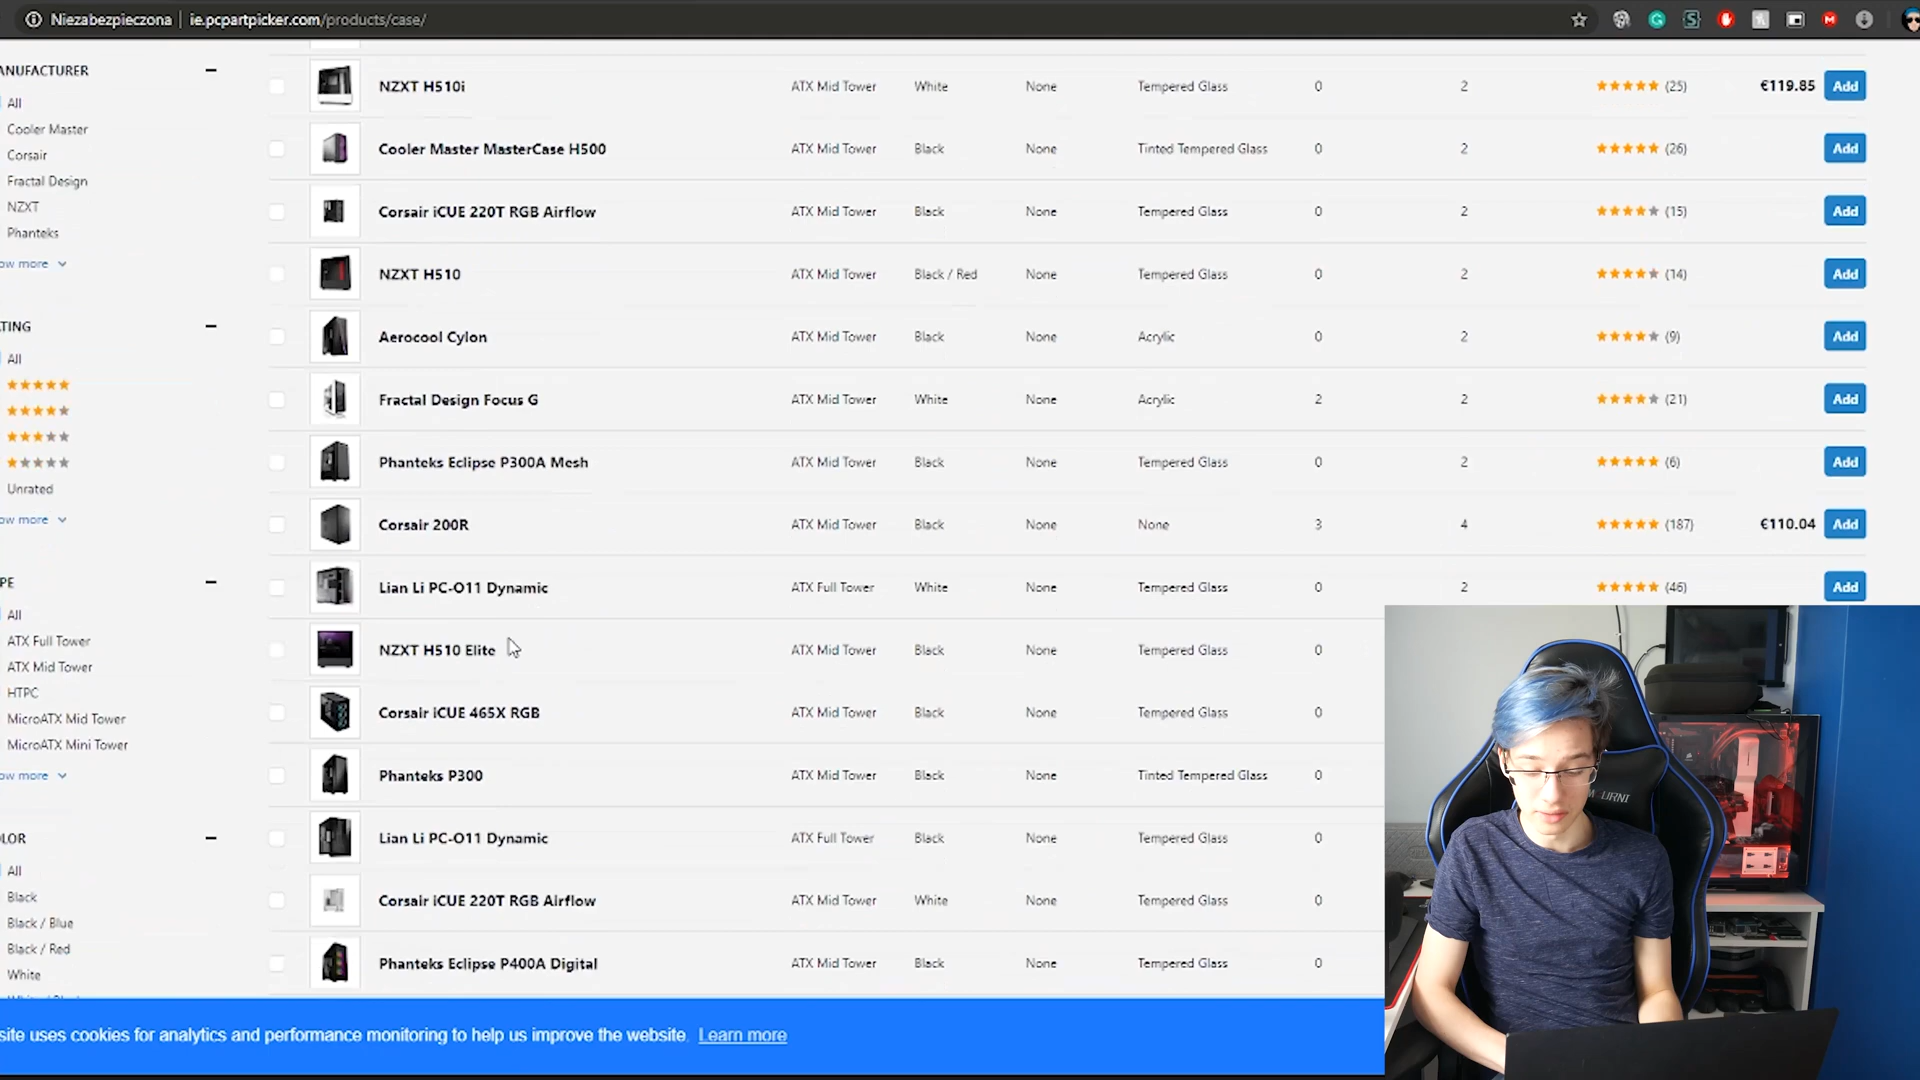 Niezabezpieczona | ie.pcpartpicker.com/products/case/
ANUFACTURER
All
Cooler Master
Corsair
Fractal Design
NZXT
Phanteks
ow more
TING
All
Unrated
ow more
PE
All
ATX Full Tower
ATX Mid Tower
HTPC
MicroATX Mid Tower
MicroATX Mini Tower
ow more
OLOR
All
Black
Black / Blue
Black / Red
White
NZXT H510i ATX Mid Tower White None Tempered Glass 0 2 (25) €119.85 Add
Cooler Master MasterCase H500 ATX Mid Tower Black None Tinted Tempered Glass 0 2 (26) Add
Corsair iCUE 220T RGB Airflow ATX Mid Tower Black None Tempered Glass 0 2 (15) Add
NZXT H510 ATX Mid Tower Black / Red None Tempered Glass 0 2 (14) Add
Aerocool Cylon ATX Mid Tower Black None Acrylic 0 2 (9) Add
Fractal Design Focus G ATX Mid Tower White None Acrylic 2 2 (21) Add
Phanteks Eclipse P300A Mesh ATX Mid Tower Black None Tempered Glass 0 2 (6) Add
Corsair 200R ATX Mid Tower Black None None 3 4 (187) €110.04 Add
Lian Li PC-O11 Dynamic ATX Full Tower White None Tempered Glass 0 2 (46) Add
NZXT H510 Elite ATX Mid Tower Black None Tempered Glass 0
Corsair iCUE 465X RGB ATX Mid Tower Black None Tempered Glass 0
Phanteks P300 ATX Mid Tower Black None Tinted Tempered Glass 0
Lian Li PC-O11 Dynamic ATX Full Tower Black None Tempered Glass 0
Corsair iCUE 220T RGB Airflow ATX Mid Tower White None Tempered Glass 0
Phanteks Eclipse P400A Digital ATX Mid Tower Black None Tempered Glass 0
site uses cookies for analytics and performance monitoring to help us improve the website. Learn more